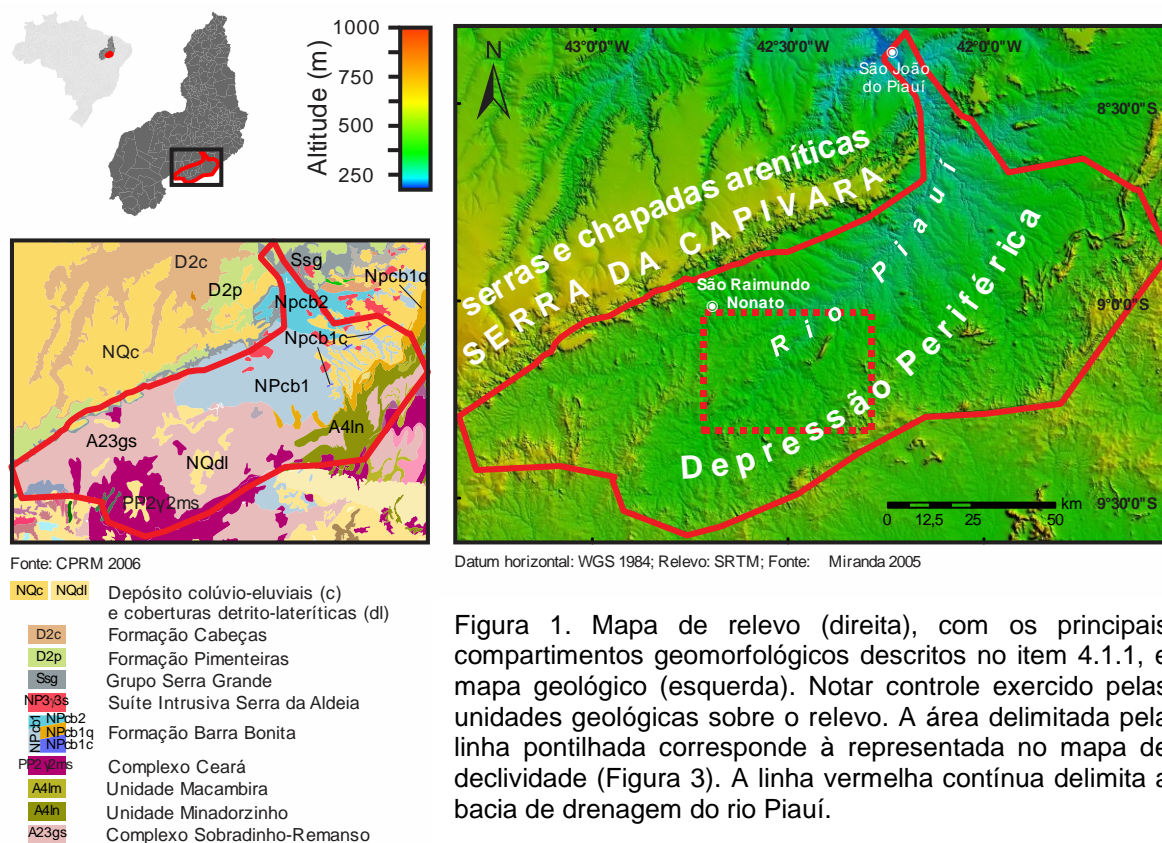 Altitude (m)
1000
750
500
250
N
43°0'0"W
42°30'0"W
42°0'0"W
8°30'0"S
9°0'0"S
9°30'0"S
São João
do Piauí
serras e chapadas areníticas
SERRA DA CAPIVARA
São Raimundo
Nonato
Rio Piauí
Depressão Periférica
0 12,5 25 50 km
D2c
Ssg
Npcb1q
D2p
Npcb2
Npcb1c
NQc
NPcb1
A23gs
A4ln
NQdl
PP2γ2ms
Fonte: CPRM 2006
Datum horizontal: WGS 1984; Relevo: SRTM; Fonte: Miranda 2005
NQc NQdl Depósito colúvio-eluviais (c)
e coberturas detrito-lateríticas (dl)
D2c Formação Cabeças
D2p Formação Pimenteiras
Ssg Grupo Serra Grande
NP3γ3s Suíte Intrusiva Serra da Aldeia
NPcb1 NPcb2
NPcb1q Formação Barra Bonita
NPcb1c
PP2γ2ms Complexo Ceará
A4lm Unidade Macambira
A4ln Unidade Minadorzinho
A23gs Complexo Sobradinho-Remanso
Figura 1. Mapa de relevo (direita), com os principais
compartimentos geomorfológicos descritos no item 4.1.1, e
mapa geológico (esquerda). Notar controle exercido pelas
unidades geológicas sobre o relevo. A área delimitada pela
linha pontilhada corresponde à representada no mapa de
declividade (Figura 3). A linha vermelha contínua delimita a
bacia de drenagem do rio Piauí.